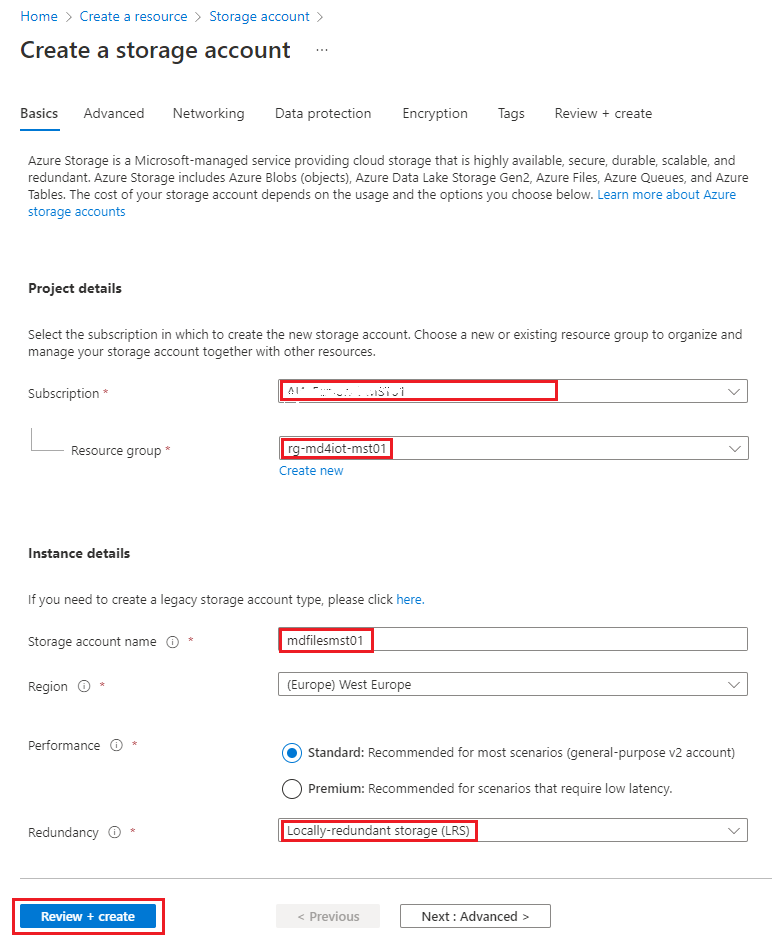 Home > Create a resource > Storage account >
Create a storage account ...
Basics Advanced Networking Data protection Encryption Tags Review + create
Azure Storage is a Microsoft-managed service providing cloud storage that is highly available, secure, durable, scalable, and
redundant. Azure Storage includes Azure Blobs (objects), Azure Data Lake Storage Gen2, Azure Files, Azure Queues, and Azure
Tables. The cost of your storage account depends on the usage and the options you choose below. Learn more about Azure
storage accounts
Project details
Select the subscription in which to create the new storage account. Choose a new or existing resource group to organize and
manage your storage account together with other resources.
Subscription *
Resource group * rg-md4iot-mst01
Create new
Instance details
If you need to create a legacy storage account type, please click here.
Storage account name * mdfilesmst01
Region * (Europe) West Europe
Performance * Standard: Recommended for most scenarios (general-purpose v2 account)
Premium: Recommended for scenarios that require low latency.
Redundancy * Locally-redundant storage (LRS)
Review + create < Previous Next : Advanced >